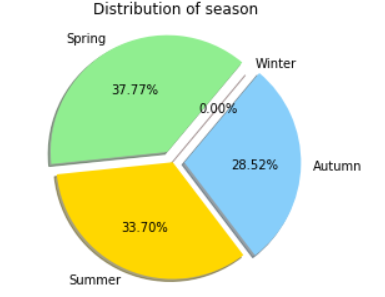 Distribution of season
Spring
Winter
37.77%
0.00%
28.52%
Autumn
33.70%
Summer